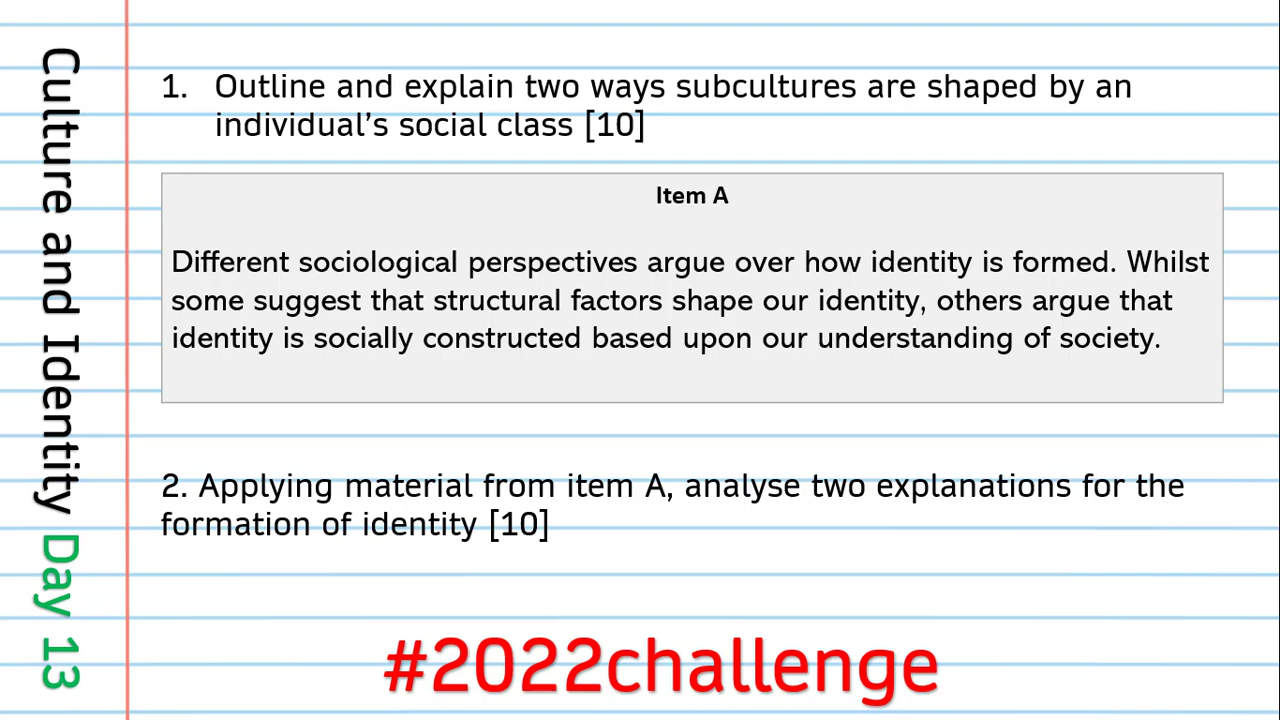 Culture and Identity Day 13
1. Outline and explain two ways subcultures are shaped by an
individual's social class [10]
Item A
Different sociological perspectives argue over how identity is formed. Whilst
some suggest that structural factors shape our identity, others argue that
identity is socially constructed based upon our understanding of society.
2. Applying material from item A, analyse two explanations for the
formation of identity [10]
#2022challenge